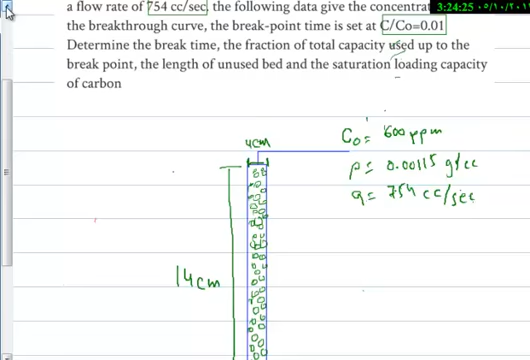 a flow rate of 754 cc/sec, the following data give the concentrat
3:24:25
the breakthrough curve, the break-point time is set at C/Co=0.01
Determine the break time, the fraction of total capacity used up to the
break point, the length of unused bed and the saturation loading capacity
of carbon
4cm
Co= 600 ppm
ρ= 0.00115 g/cc
q= 754 cc/sec
14cm